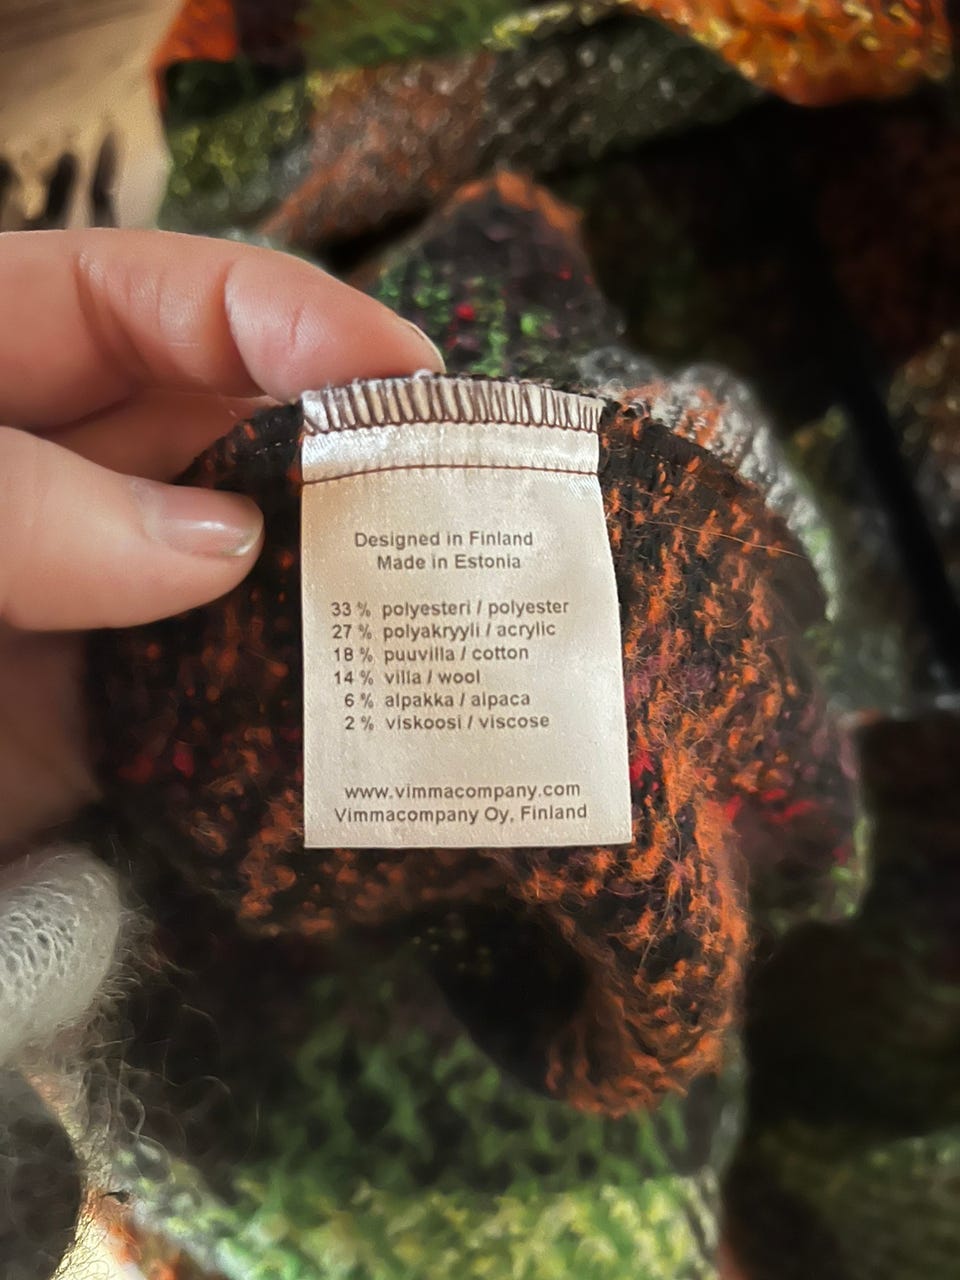 Designed in Finland
Made in Estonia
33 % polyesteri / polyester
27 % polyakryyli / acrylic
18 % puuvilla / cotton
14 % villa / wool
6 % alpakka / alpaca
2 % viskoosi / viscose
www.vimmacompany.com
Vimmacompany Oy, Finland